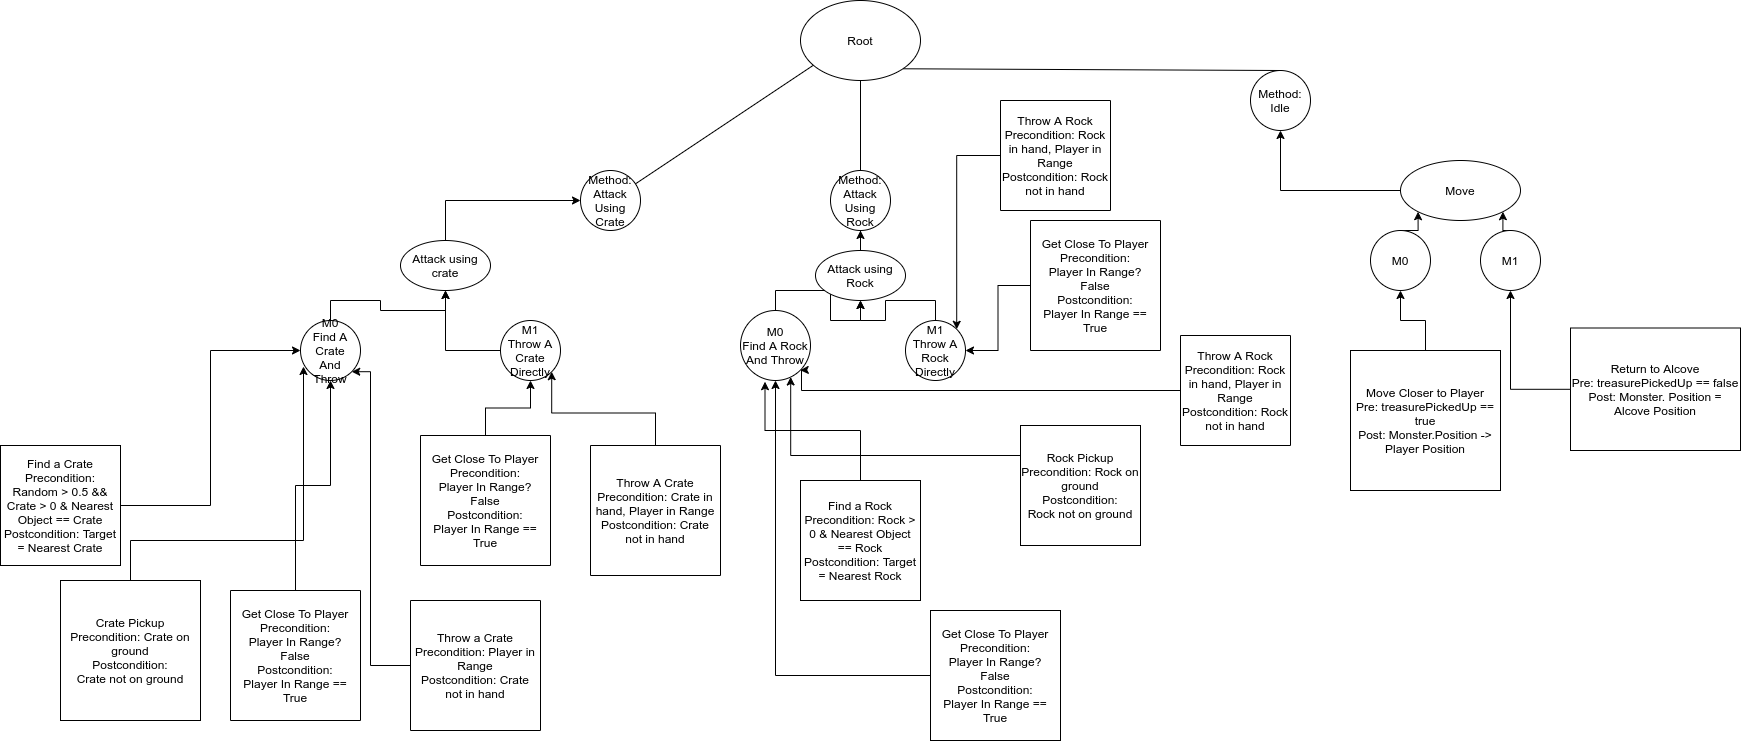 Root
Method:
Idle
Throw A Rock
Precondition: Rock
in hand, Player in
Range
Postcondition: Rock
not in hand
Method:
Attack
Using
Crate
Method:
Attack
Using
Rock
Move
Attack using
crate
Attack using
Rock
Get Close To Player
Precondition:
Player In Range?
False
Postcondition:
Player In Range ==
True
M0
M1
M0
Find A
Crate
And
Throw
M1
Throw A
Crate
Directly
M0
Find A Rock
And Throw
M1
Throw A
Rock
Directly
Throw A Rock
Precondition: Rock
in hand, Player in
Range
Postcondition: Rock
not in hand
Move Closer to Player
Pre: treasurePickedUp ==
true
Post: Monster.Position ->
Player Position
Return to Alcove
Pre: treasurePickedUp == false
Post: Monster. Position =
Alcove Position
Find a Crate
Precondition:
Random > 0.5 &&
Crate > 0 & Nearest
Object == Crate
Postcondition: Target
= Nearest Crate
Get Close To Player
Precondition:
Player In Range?
False
Postcondition:
Player In Range ==
True
Throw A Crate
Precondition: Crate in
hand, Player in Range
Postcondition: Crate
not in hand
Find a Rock
Precondition: Rock >
0 & Nearest Object
== Rock
Postcondition: Target
= Nearest Rock
Rock Pickup
Precondition: Rock on
ground
Postcondition:
Rock not on ground
Crate Pickup
Precondition: Crate on
ground
Postcondition:
Crate not on ground
Get Close To Player
Precondition:
Player In Range?
False
Postcondition:
Player In Range ==
True
Throw a Crate
Precondition: Player in
Range
Postcondition: Crate
not in hand
Get Close To Player
Precondition:
Player In Range?
False
Postcondition:
Player In Range ==
True